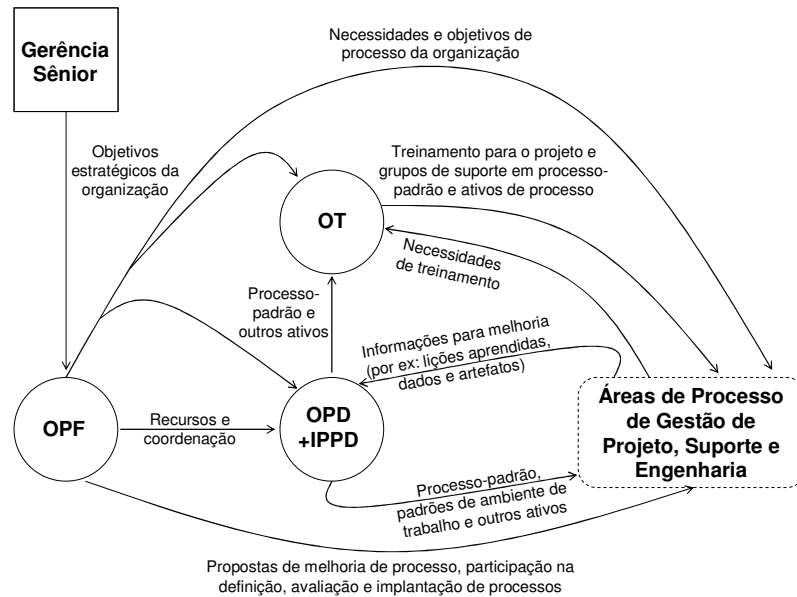 Gerência
Sênior
Necessidades e objetivos de
processo da organização
Objetivos
estratégicos da
organização
Treinamento para o projeto e
grupos de suporte em processo-
padrão e ativos de processo
OT
Necessidades
de treinamento
Processo-
padrão e
outros ativos
Informações para melhoria
(por ex: lições aprendidas,
dados e artefatos)
OPF
Recursos e
coordenação
OPD
+IPPD
Áreas de Processo
de Gestão de
Projeto, Suporte e
Engenharia
Processo-padrão,
padrões de ambiente de
trabalho e outros ativos
Propostas de melhoria de processo, participação na
definição, avaliação e implantação de processos